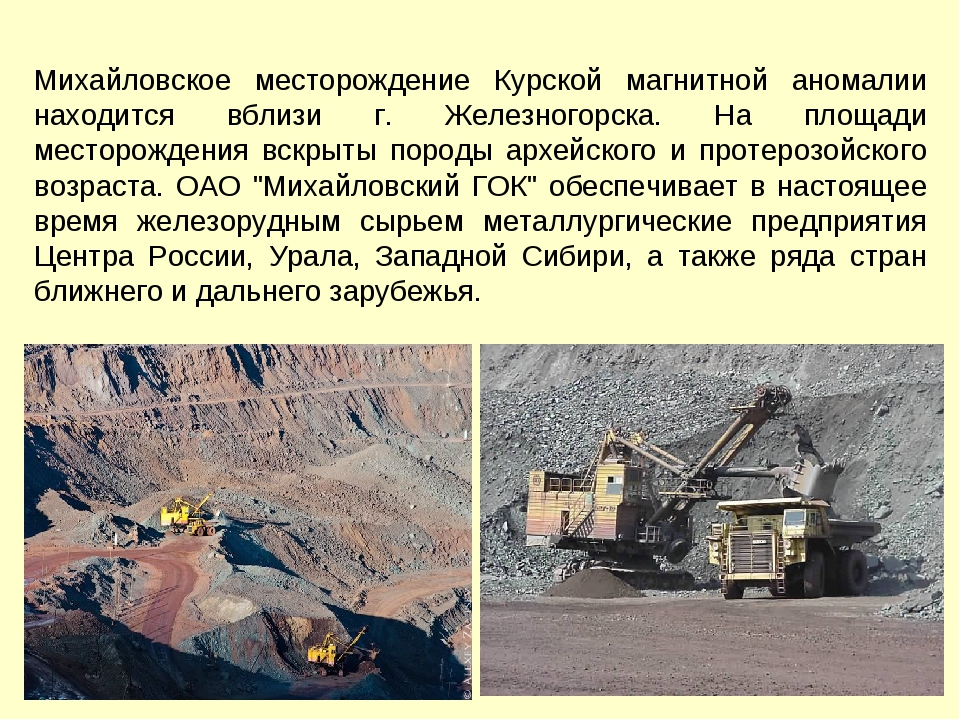 Михайловское месторождение Курской магнитной аномалии
находится вблизи г. Железногорска. На площади
месторождения вскрыты породы архейского и протерозойского
возраста. ОАО "Михайловский ГОК" обеспечивает в настоящее
время железорудным сырьем металлургические предприятия
Центра России, Урала, Западной Сибири, а также ряда стран
ближнего и дальнего зарубежья.